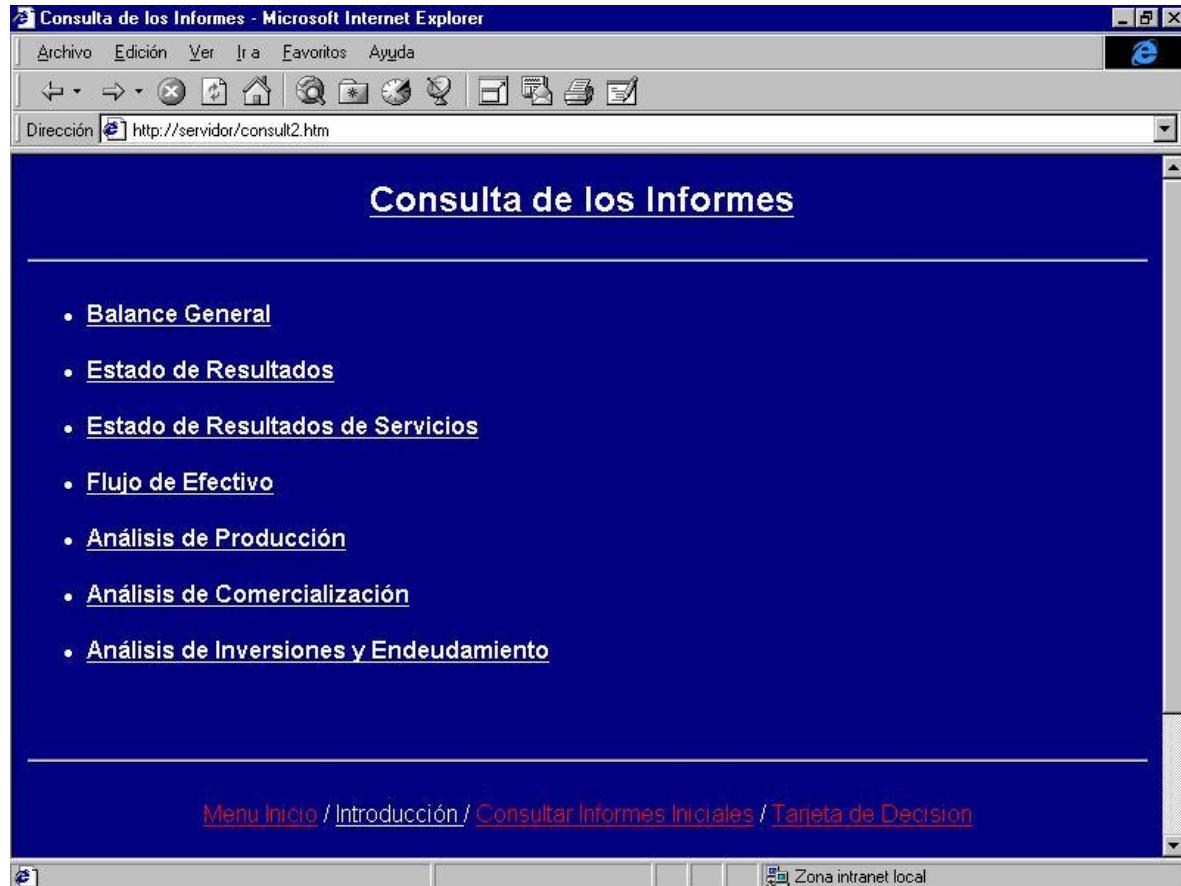 Consulta de los Informes - Microsoft Internet Explorer
Archivo Edición Ver Ir a Favoritos Ayuda
Dirección http://servidor/consult2.htm
Consulta de los Informes
Balance General
Estado de Resultados
Estado de Resultados de Servicios
Flujo de Efectivo
Análisis de Producción
Análisis de Comercialización
Análisis de Inversiones y Endeudamiento
Menu Inicio / Introducción / Consultar Informes Iniciales / Tarjeta de Decision
Zona intranet local